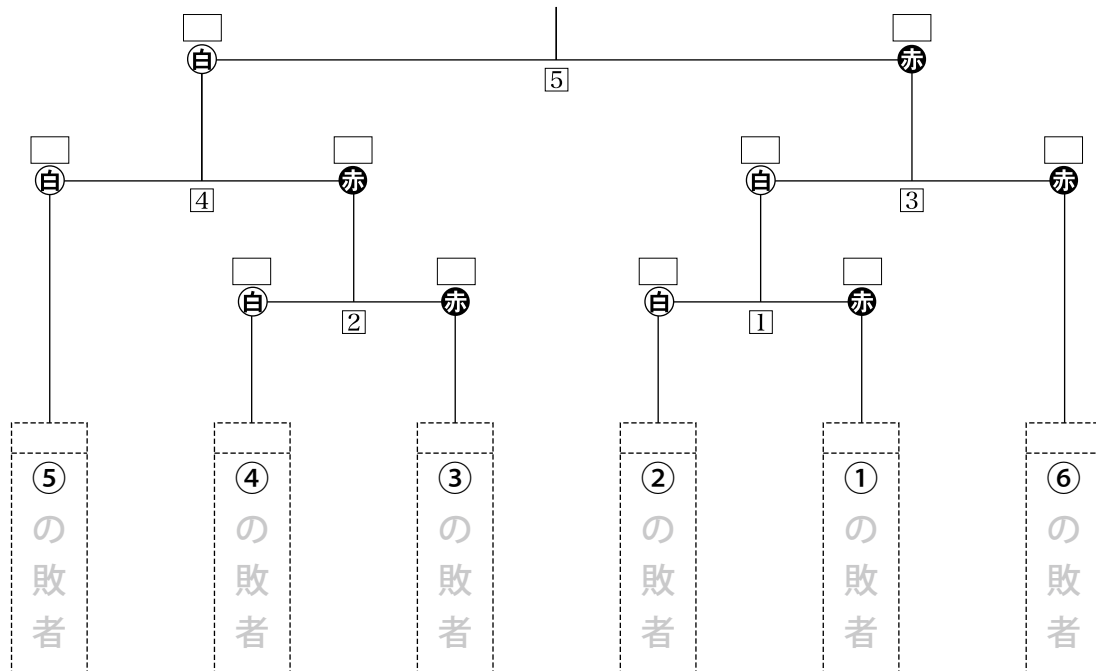 白 赤
5
白 赤 白 赤
4 3
白 赤 白 赤
2 1
⑤の敗者
④の敗者
③の敗者
②の敗者
①の敗者
⑥の敗者